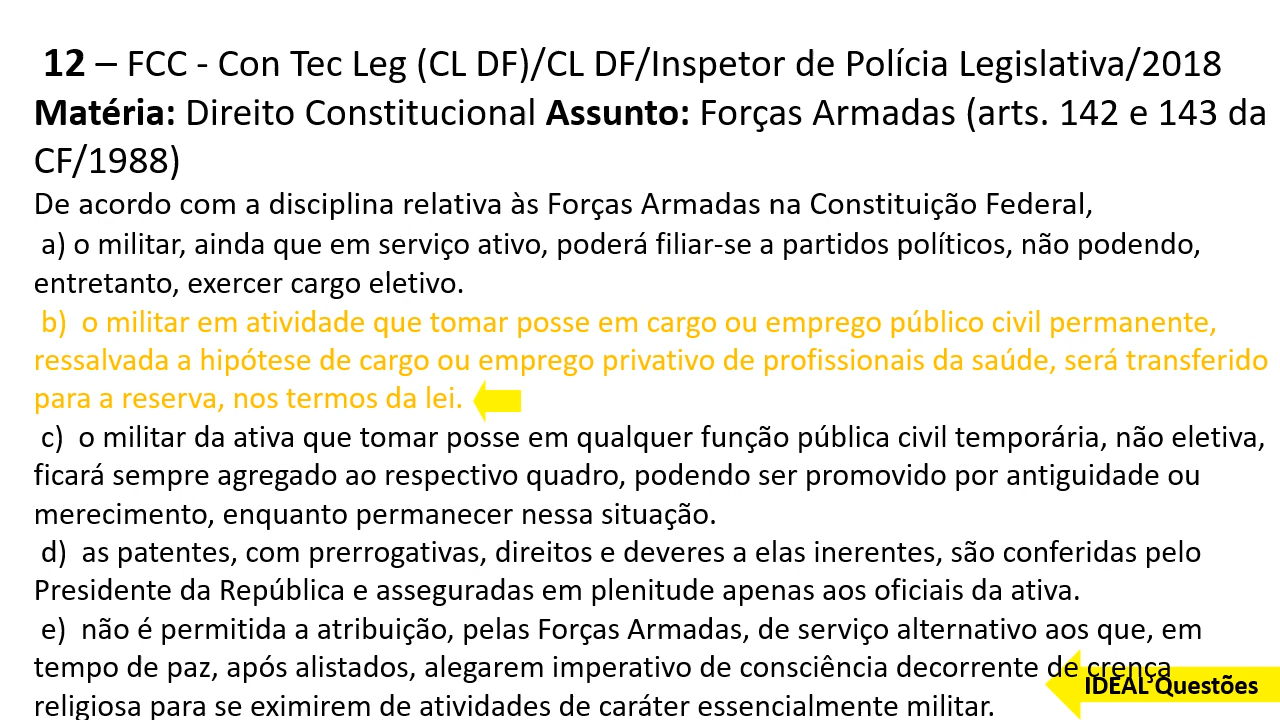 12 – FCC - Con Tec Leg (CL DF)/CL DF/Inspetor de Polícia Legislativa/2018
Matéria: Direito Constitucional Assunto: Forças Armadas (arts. 142 e 143 da
CF/1988)
De acordo com a disciplina relativa às Forças Armadas na Constituição Federal,
a) o militar, ainda que em serviço ativo, poderá filiar-se a partidos políticos, não podendo,
entretanto, exercer cargo eletivo.
b) o militar em atividade que tomar posse em cargo ou emprego público civil permanente,
ressalvada a hipótese de cargo ou emprego privativo de profissionais da saúde, será transferido
para a reserva, nos termos da lei.
c) o militar da ativa que tomar posse em qualquer função pública civil temporária, não eletiva,
ficará sempre agregado ao respectivo quadro, podendo ser promovido por antiguidade ou
merecimento, enquanto permanecer nessa situação.
d) as patentes, com prerrogativas, direitos e deveres a elas inerentes, são conferidas pelo
Presidente da República e asseguradas em plenitude apenas aos oficiais da ativa.
e) não é permitida a atribuição, pelas Forças Armadas, de serviço alternativo aos que, em
tempo de paz, após alistados, alegarem imperativo de consciência decorrente de crença
religiosa para se eximirem de atividades de caráter essencialmente militar.
IDEAL Questões